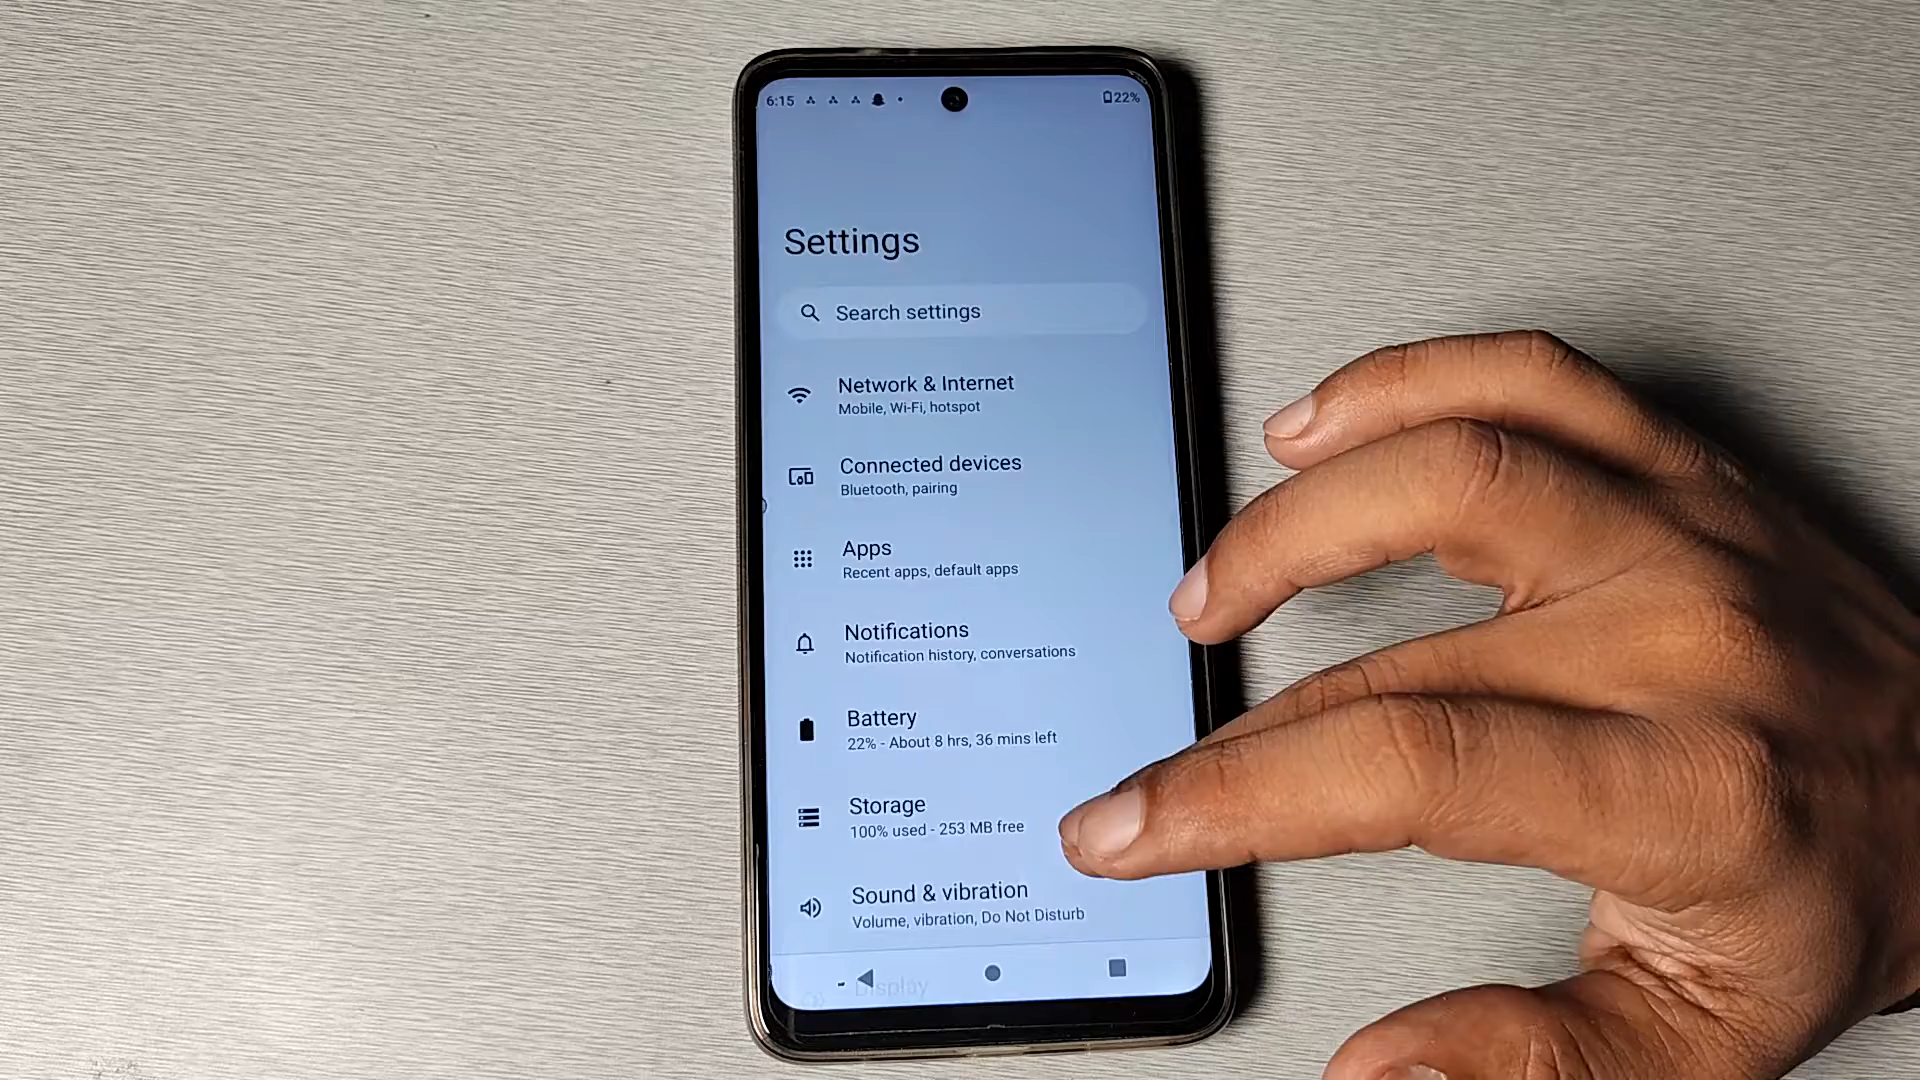 6:15
22%
Settings
Search settings
Network & Internet
Mobile, Wi-Fi, hotspot
Connected devices
Bluetooth, pairing
Apps
Recent apps, default apps
Notifications
Notification history, conversations
Battery
22% - About 8 hrs, 36 mins left
Storage
100% used - 253 MB free
Sound & vibration
Volume, vibration, Do Not Disturb
Display